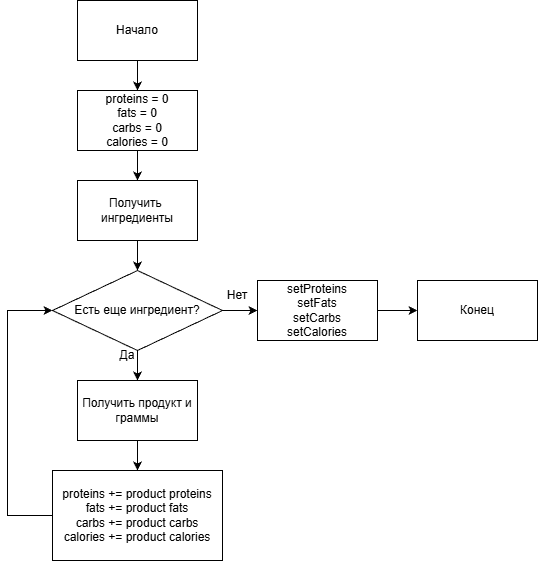 Начало
proteins = 0
fats = 0
carbs = 0
calories = 0
Получить
ингредиенты
Есть еще ингредиент?
Нет
setProteins
setFats
setCarbs
setCalories
Конец
Да
Получить продукт и
граммы
proteins += product proteins
fats += product fats
carbs += product carbs
calories += product calories